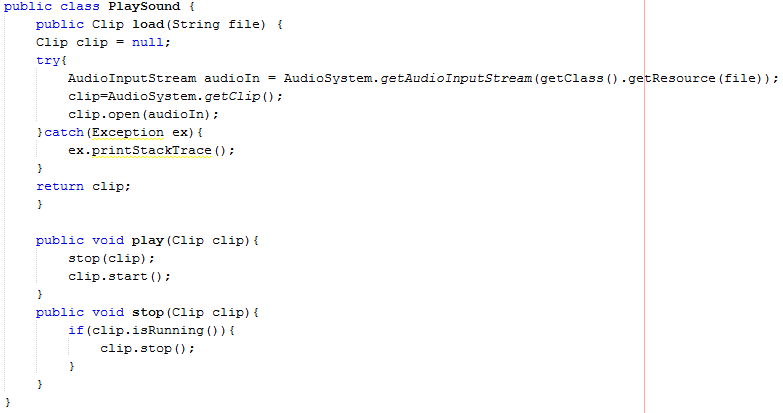 public class PlaySound {
    public Clip load(String file) {
    Clip clip = null;
    try{
        AudioInputStream audioIn = AudioSystem.getAudioInputStream(getClass().getResource(file));
        clip=AudioSystem.getClip();
        clip.open(audioIn);
    }catch(Exception ex){
        ex.printStackTrace();
    }
    return clip;
    }

    public void play(Clip clip){
        stop(clip);
        clip.start();
    }
    public void stop(Clip clip){
        if(clip.isRunning()){
            clip.stop();
        }
    }
}